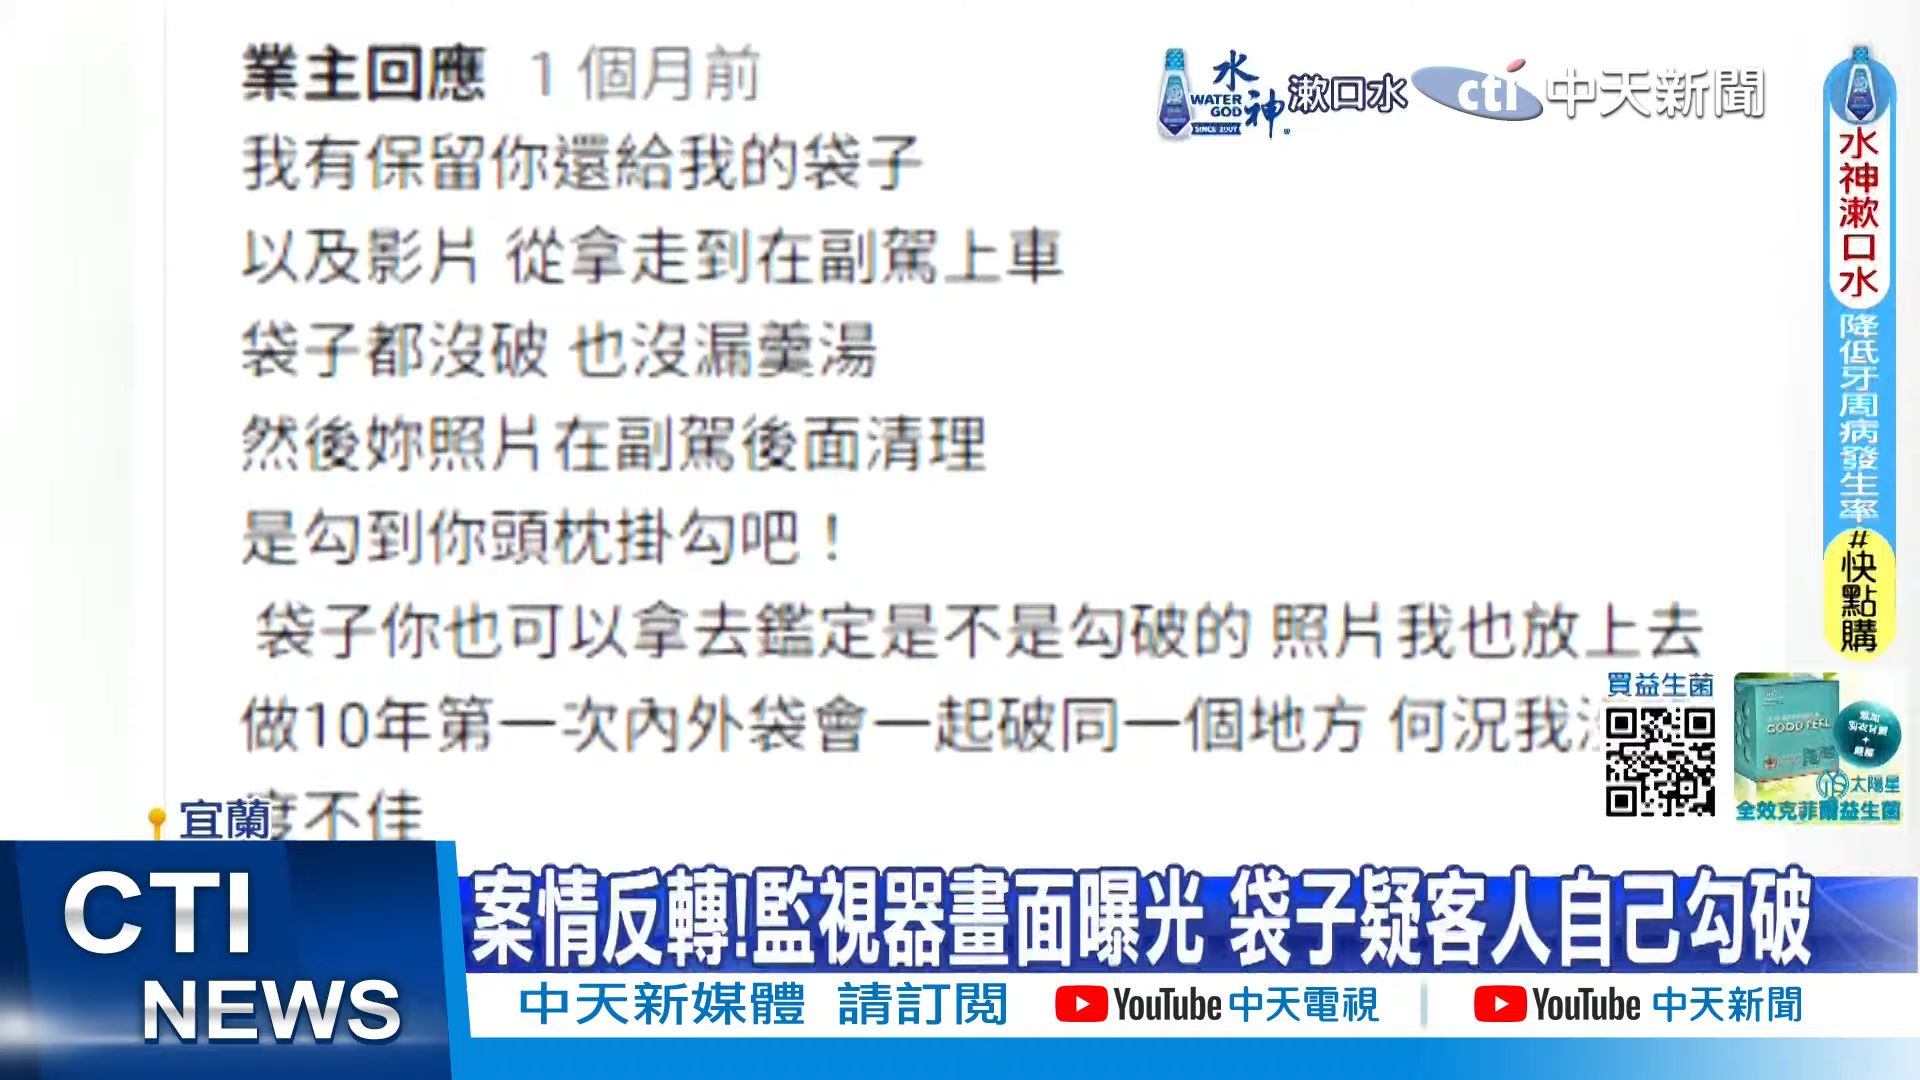 業主回應 1 個月前
我有保留你還給我的袋子
以及影片 從拿走到在副駕上車
袋子都沒破 也沒漏羹湯
然後妳照片在副駕後面清理
是勾到你頭枕掛勾吧！
袋子你也可以拿去鑑定是不是勾破的 照片我也放上去
做10年第一次內外袋會一起破同一個地方 何況我
度不佳
水神
WATER GOD
SINCE 2007
漱口水
cti 中天新聞
水神漱口水
降低牙周病發生率
#快點購
買益生菌
GOOD FEEL
太陽星
全效克菲爾益生菌
宜蘭
CTI NEWS
案情反轉!監視器畫面曝光 袋子疑客人自己勾破
中天新媒體 請訂閱 YouTube 中天電視 | YouTube 中天新聞